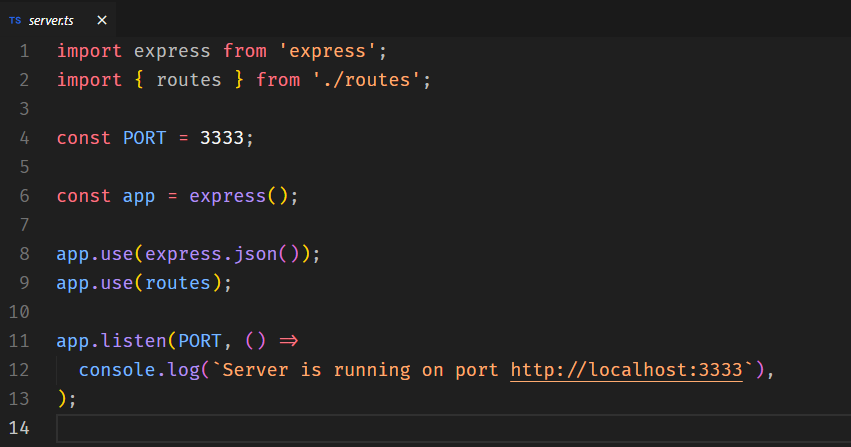 TS server.ts ×
1 import express from 'express';
2 import { routes } from './routes';
3
4 const PORT = 3333;
5
6 const app = express();
7
8 app.use(express.json());
9 app.use(routes);
10
11 app.listen(PORT, () =>
12   console.log(`Server is running on port http://localhost:3333`),
13 );
14